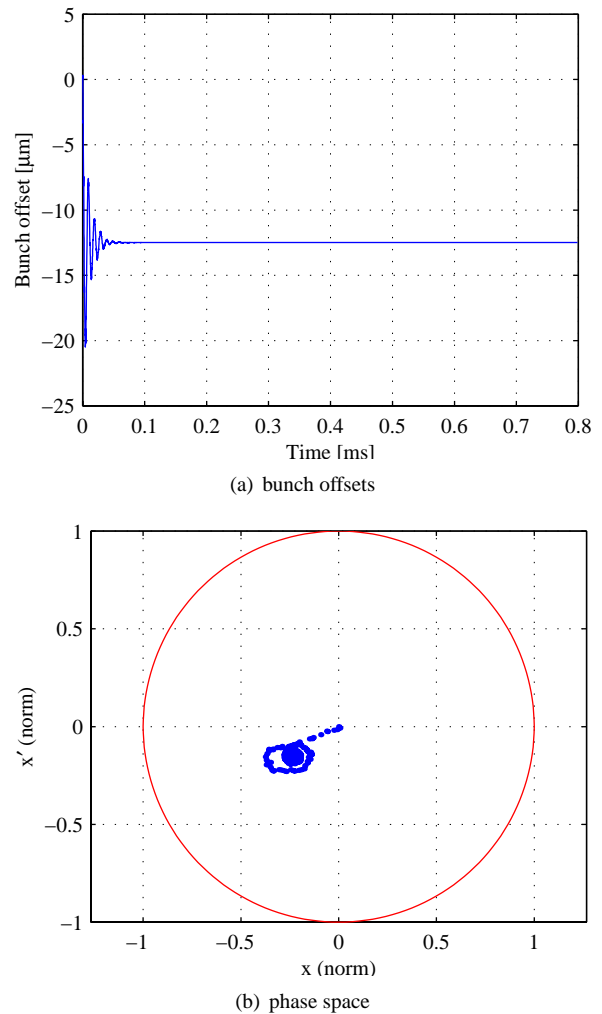 5
0
−5
−10
−15
−20
−25
Bunch offset [µm]
0 0.1 0.2 0.3 0.4 0.5 0.6 0.7 0.8
Time [ms]
(a) bunch offsets
1
0.5
0
−0.5
−1
x′ (norm)
−1 −0.5 0 0.5 1
x (norm)
(b) phase space